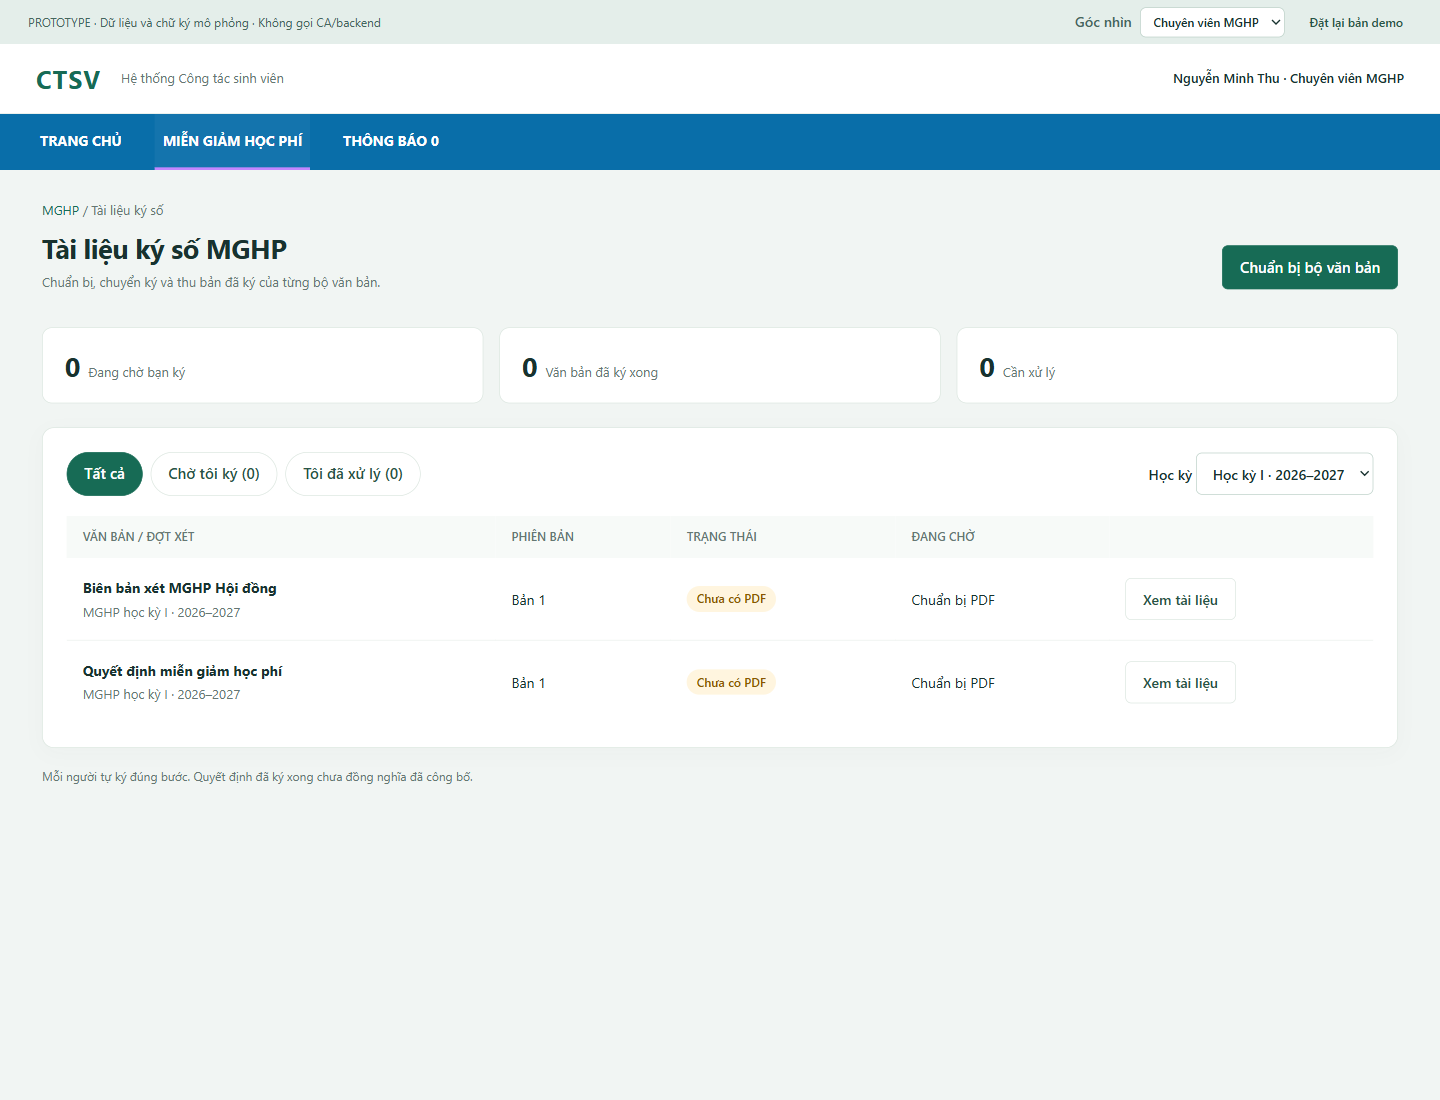 PROTOTYPE · Dữ liệu và chữ ký mô phỏng · Không gọi CA/backend
Góc nhìn
Chuyên viên MGHP
Đặt lại bản demo
CTSV
Hệ thống Công tác sinh viên
Nguyễn Minh Thu · Chuyên viên MGHP
TRANG CHỦ
MIỄN GIẢM HỌC PHÍ
THÔNG BÁO 0
MGHP / Tài liệu ký số
Tài liệu ký số MGHP
Chuẩn bị, chuyển ký và thu bản đã ký của từng bộ văn bản.
Chuẩn bị bộ văn bản
0 Đang chờ bạn ký
0 Văn bản đã ký xong
0 Cần xử lý
Tất cả
Chờ tôi ký (0)
Tôi đã xử lý (0)
Học kỳ
Học kỳ I · 2026–2027
VĂN BẢN / ĐỢT XÉT
PHIÊN BẢN
TRẠNG THÁI
ĐANG CHỜ
Biên bản xét MGHP Hội đồng
MGHP học kỳ I · 2026–2027
Bản 1
Chưa có PDF
Chuẩn bị PDF
Xem tài liệu
Quyết định miễn giảm học phí
MGHP học kỳ I · 2026–2027
Bản 1
Chưa có PDF
Chuẩn bị PDF
Xem tài liệu
Mỗi người tự ký đúng bước. Quyết định đã ký xong chưa đồng nghĩa đã công bố.